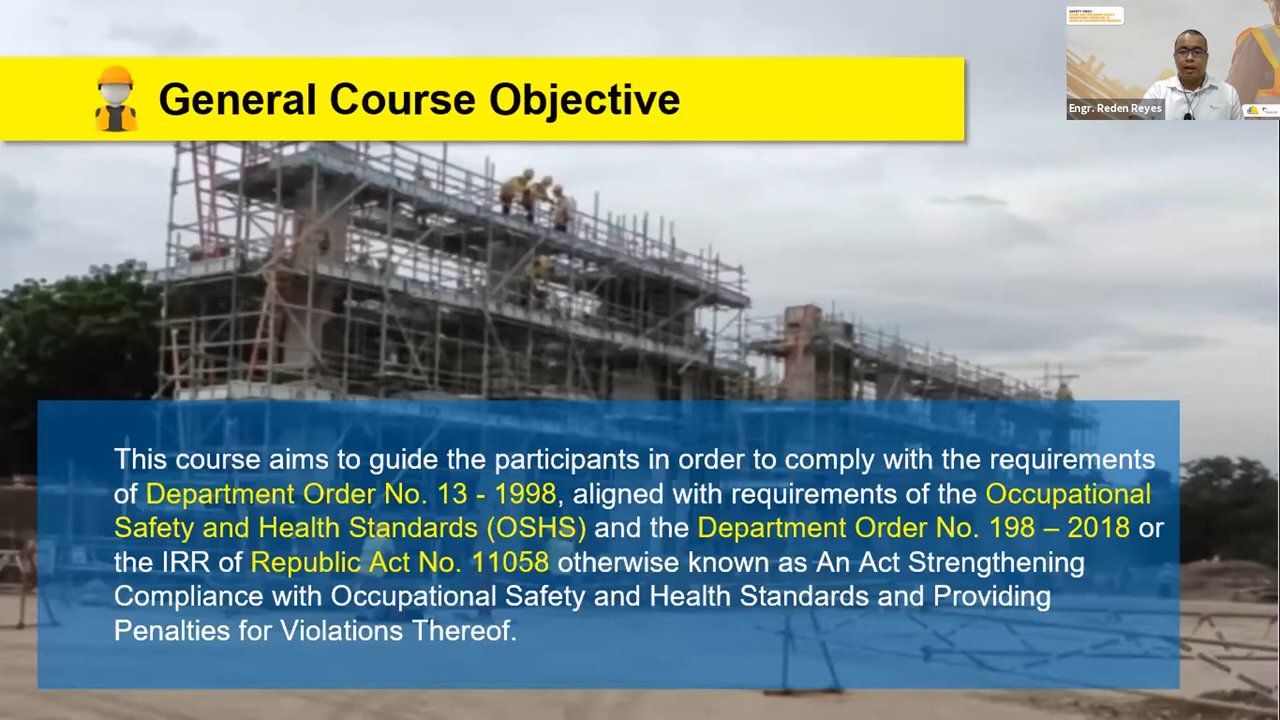 General Course Objective
Engr. Reden Reyes
This course aims to guide the participants in order to comply with the requirements
of Department Order No. 13 - 1998, aligned with requirements of the Occupational
Safety and Health Standards (OSHS) and the Department Order No. 198 – 2018 or
the IRR of Republic Act No. 11058 otherwise known as An Act Strengthening
Compliance with Occupational Safety and Health Standards and Providing
Penalties for Violations Thereof.